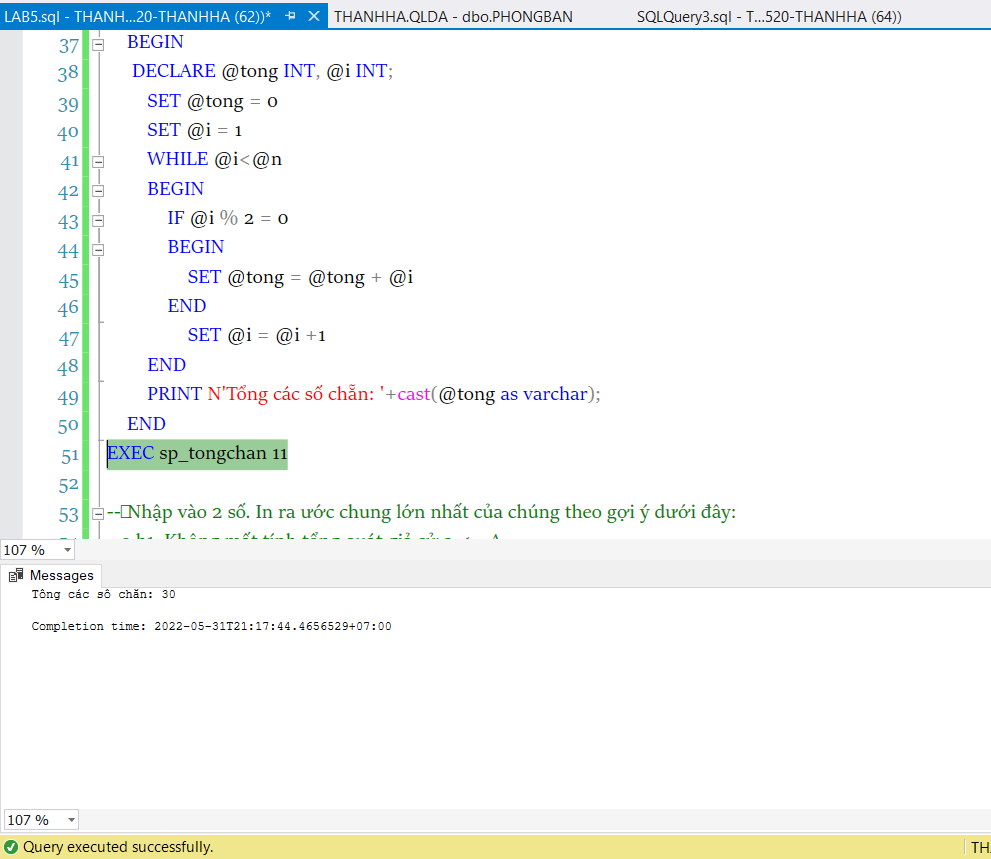 LAB5.sql - THANH...20-THANHHA (62))* THANHHA.QLDA - dbo.PHONGBAN SQLQuery3.sql - T...520-THANHHA (64))
37 BEGIN
38 DECLARE @tong INT, @i INT;
39 SET @tong = 0
40 SET @i = 1
41 WHILE @i<@n
42 BEGIN
43 IF @i % 2 = 0
44 BEGIN
45 SET @tong = @tong + @i
46 END
47 SET @i = @i +1
48 END
49 PRINT N'Tổng các số chẵn: '+cast(@tong as varchar);
50 END
51 EXEC sp_tongchan 11
52
53 --Nhập vào 2 số. In ra ước chung lớn nhất của chúng theo gợi ý dưới đây:
107 %
Messages
Tổng các số chẵn: 30
Completion time: 2022-05-31T21:17:44.4656529+07:00
107 %
Query executed successfully. TH